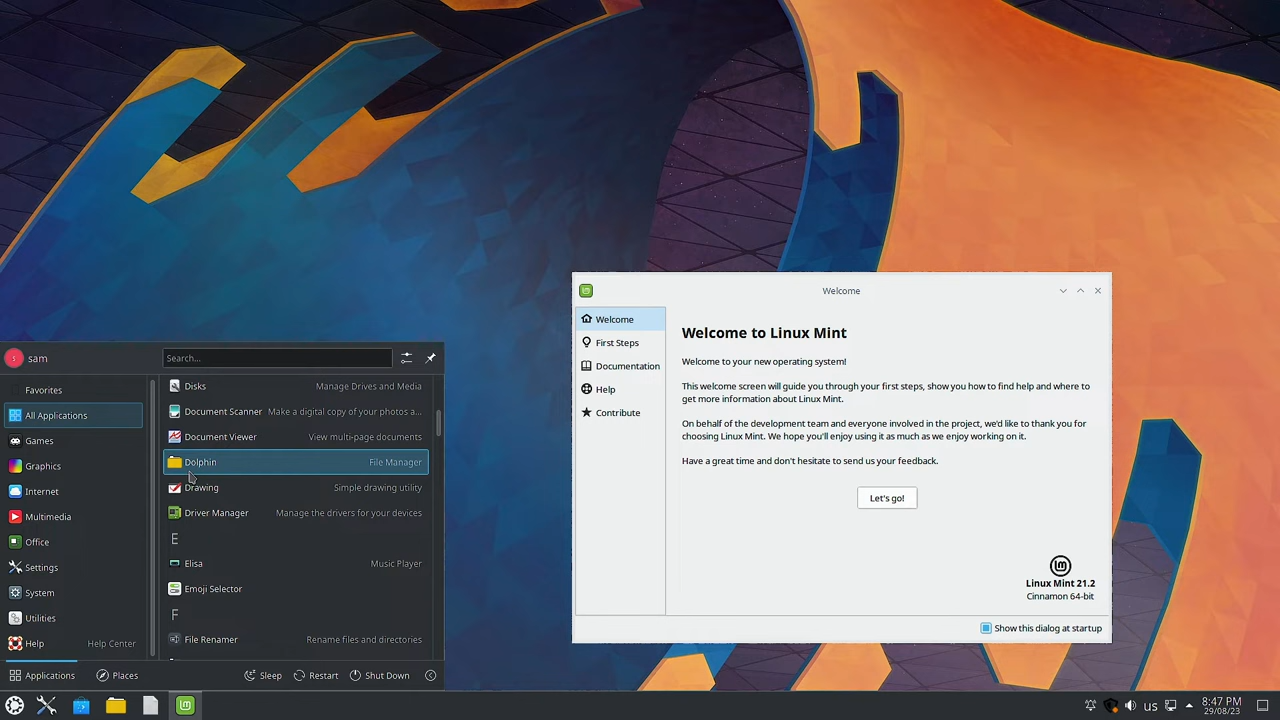 Welcome
Welcome
First Steps
Documentation
Help
Contribute
Welcome to Linux Mint
Welcome to your new operating system!
This welcome screen will guide you through your first steps, show you how to find help and where to
get more information about Linux Mint.
On behalf of the development team and everyone involved in the project, we'd like to thank you for
choosing Linux Mint. We hope you'll enjoy using it as much as we enjoy working on it.
Have a great time and don't hesitate to send us your feedback.
Let's go!
Linux Mint 21.2
Cinnamon 64-bit
Show this dialog at startup
sam
Search...
Favorites
All Applications
Games
Graphics
Internet
Multimedia
Office
Settings
System
Utilities
Help Help Center
Disks Manage Drives and Media
Document Scanner Make a digital copy of your photos a...
Document Viewer View multi-page documents
Dolphin File Manager
Drawing Simple drawing utility
Driver Manager Manage the drivers for your devices
E
Elisa Music Player
Emoji Selector
F
File Renamer Rename files and directories
Applications Places Sleep Restart Shut Down
us 8:47 PM
29/08/23